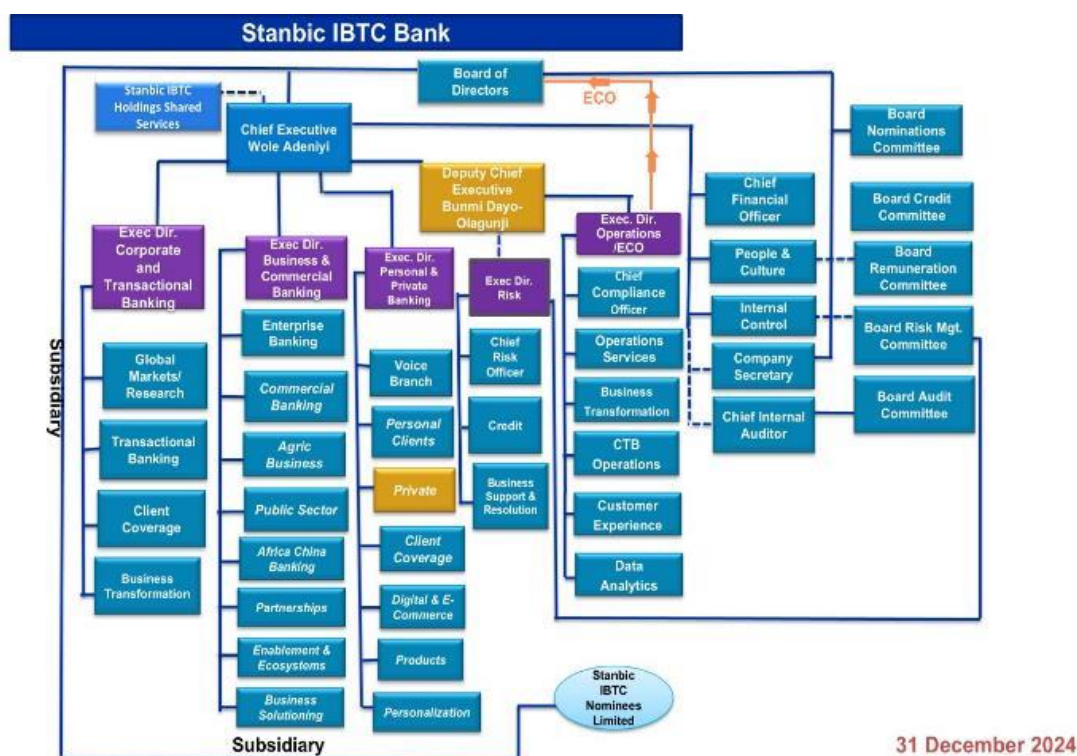 Stanbic IBTC Bank
Board of
Directors
ECO
Stanbic IBTC
Holdings Shared
Services
Chief Executive
Wole Adeniyi
Deputy Chief
Executive
Bunmi Dayo-
Olagunji
Board
Nominations
Committee
Chief
Financial
Officer
Board Credit
Committee
Exec Dir.
Corporate
and
Transactional
Banking
Exec Dir.
Business &
Commercial
Banking
Exec. Dir.
Personal &
Private
Banking
Exec Dir.
Risk
Exec. Dir.
Operations
/ECO
People &
Culture
Board
Remuneration
Committee
Internal
Control
Board Risk Mgt.
Committee
Company
Secretary
Chief Internal
Auditor
Board Audit
Committee
Global
Markets/
Research
Transactional
Banking
Client
Coverage
Business
Transformation
Enterprise
Banking
Commercial
Banking
Agric
Business
Public Sector
Africa China
Banking
Partnerships
Enablement &
Ecosystems
Business
Solutioning
Voice
Branch
Personal
Clients
Private
Client
Coverage
Digital & E-
Commerce
Products
Personalization
Chief
Risk
Officer
Credit
Business
Support &
Resolution
Chief
Compliance
Officer
Operations
Services
Business
Transformation
CTB
Operations
Customer
Experience
Data
Analytics
Subsidiary
Subsidiary
Stanbic
IBTC
Nominees
Limited
31 December 2024